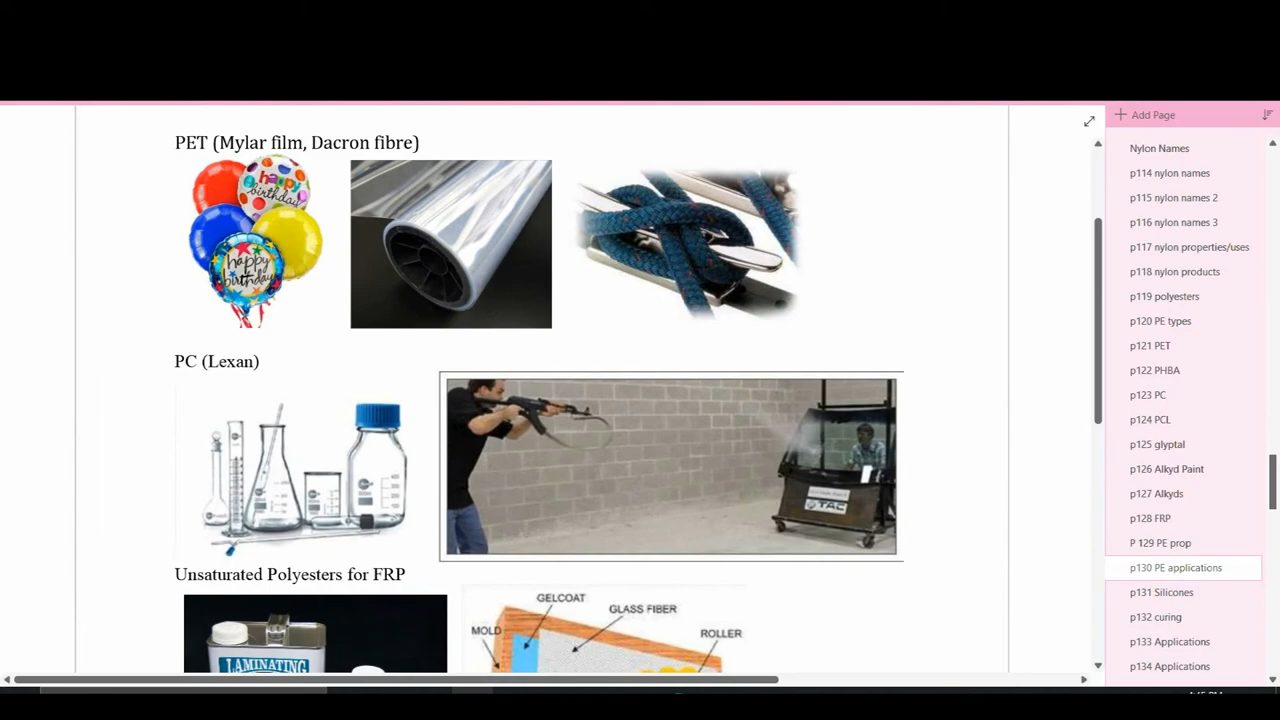 PET (Mylar film, Dacron fibre)
happy
birthday
happy
birthday
PC (Lexan)
TAC
Unsaturated Polyesters for FRP
LAMINATING
GELCOAT
GLASS FIBER
MOLD
ROLLER
Add Page
Nylon Names
p114 nylon names
p115 nylon names 2
p116 nylon names 3
p117 nylon properties/uses
p118 nylon products
p119 polyesters
p120 PE types
p121 PET
p122 PHBA
p123 PC
p124 PCL
p125 glyptal
p126 Alkyd Paint
p127 Alkyds
p128 FRP
P 129 PE prop
p130 PE applications
p131 Silicones
p132 curing
p133 Applications
p134 Applications